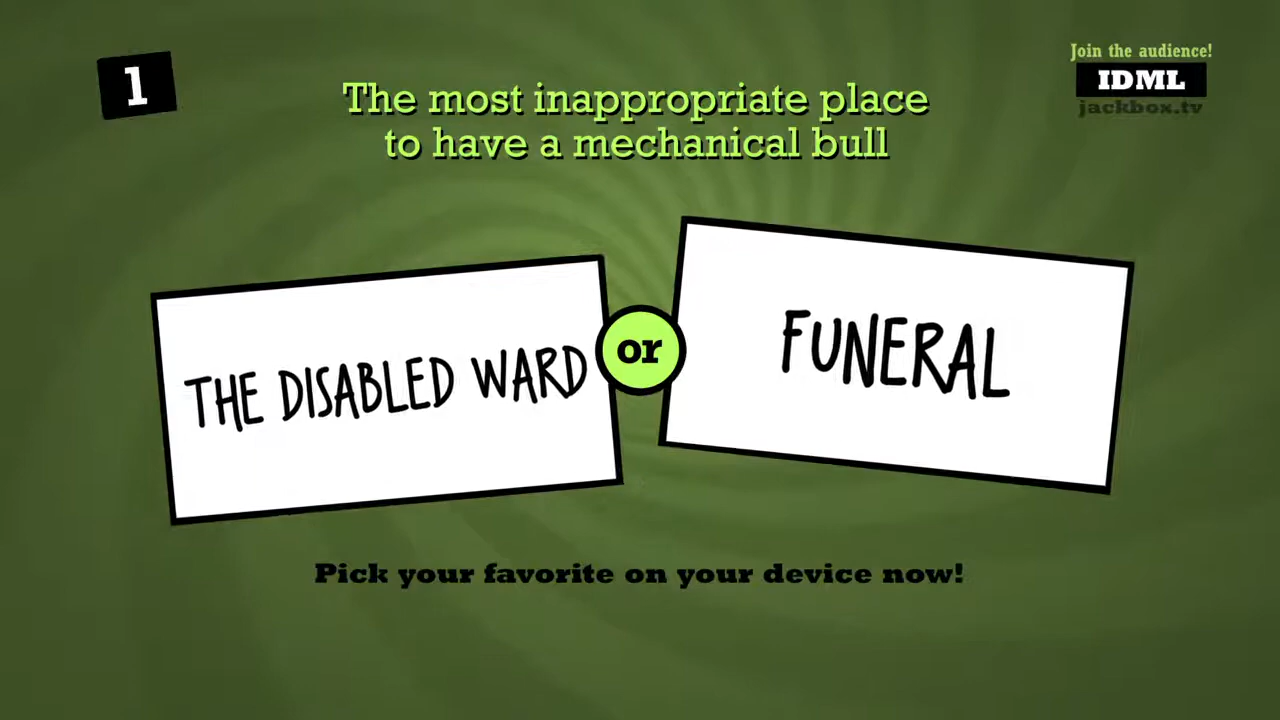 1
The most inappropriate place
to have a mechanical bull
Join the audience!
IDML
jackbox.tv
THE DISABLED WARD
or
FUNERAL
Pick your favorite on your device now!